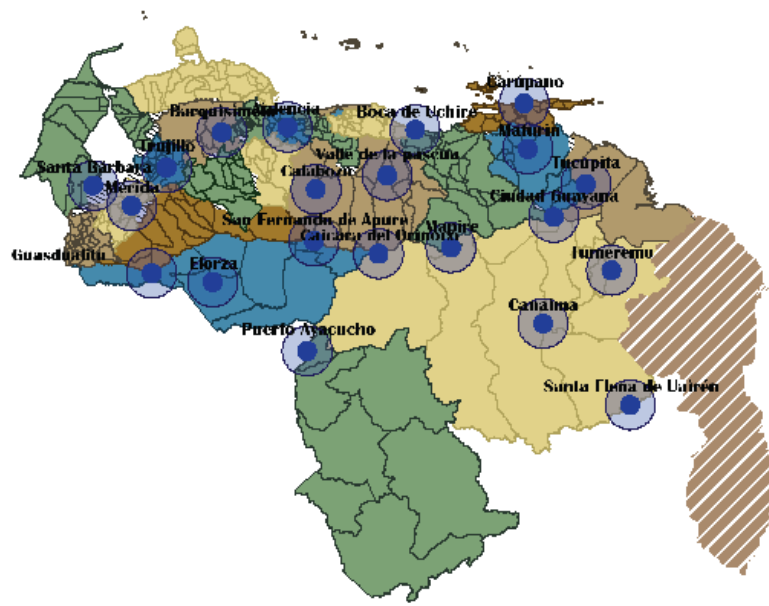 Carúpano
Barquisimeto
Valencia
Boca de Uchire
Maturín
Trujillo
Valle de la pascua
Tucupita
Santa Bárbara
Calabozo
Mérida
Ciudad Guayana
San Fernando de Apure
Mapire
Caicara del Orinoco
Guasdualito
Elorza
Tumeremo
Canaima
Puerto Ayacucho
Santa Elena de Uairén